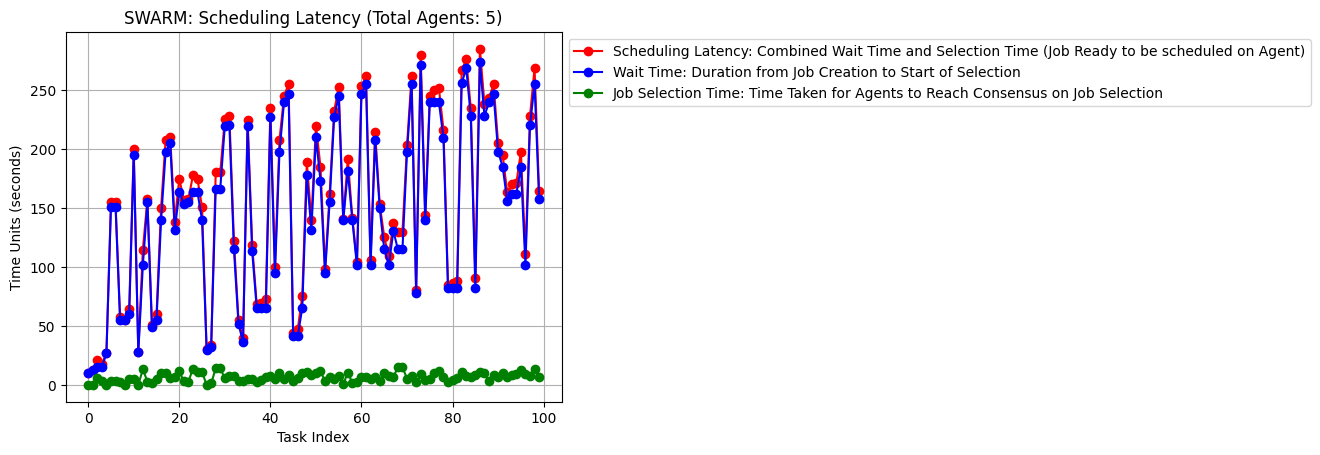 SWARM: Scheduling Latency (Total Agents: 5)
Scheduling Latency: Combined Wait Time and Selection Time (Job Ready to be scheduled on Agent)
Wait Time: Duration from Job Creation to Start of Selection
Job Selection Time: Time Taken for Agents to Reach Consensus on Job Selection
Time Units (seconds)
250
200
150
100
50
0
0 20 40 60 80 100
Task Index